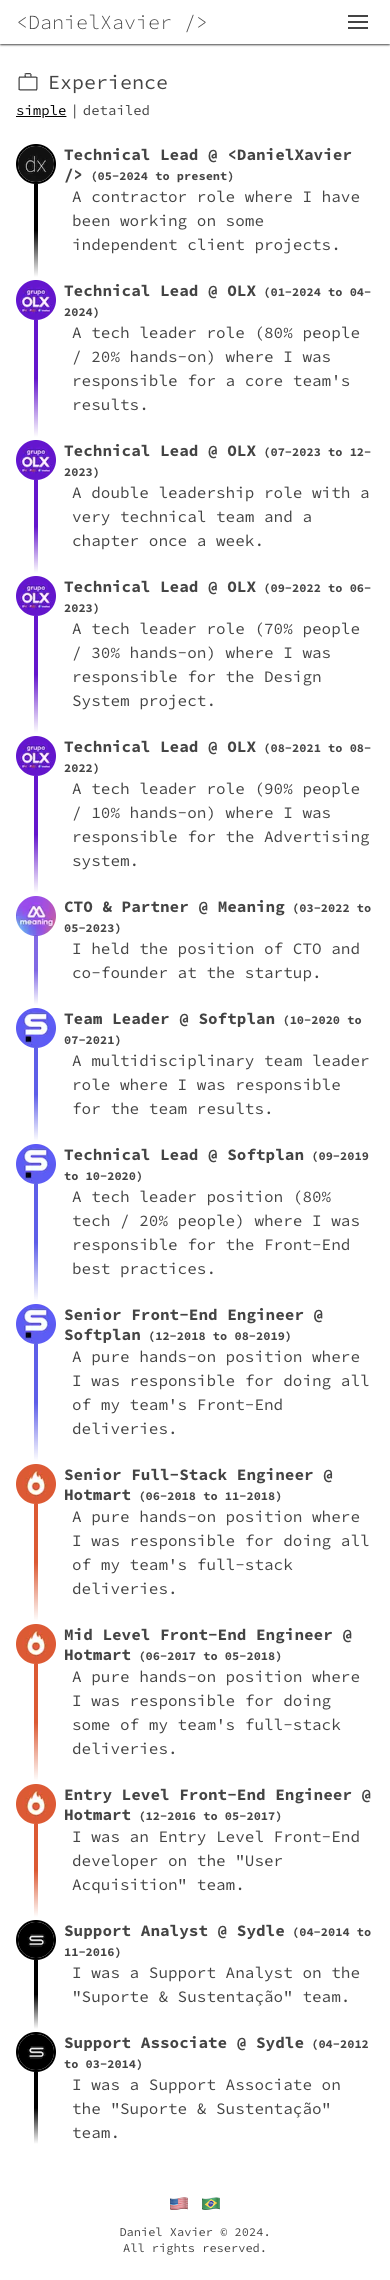 <DanielXavier />
Experience
simple | detailed
dx
Technical Lead @ <DanielXavier
/> (05-2024 to present)
A contractor role where I have
been working on some
independent client projects.
grupo
OLX
Technical Lead @ OLX (01-2024 to 04-
2024)
A tech leader role (80% people
/ 20% hands-on) where I was
responsible for a core team's
results.
grupo
OLX
Technical Lead @ OLX (07-2023 to 12-
2023)
A double leadership role with a
very technical team and a
chapter once a week.
grupo
OLX
Technical Lead @ OLX (09-2022 to 06-
2023)
A tech leader role (70% people
/ 30% hands-on) where I was
responsible for the Design
System project.
grupo
OLX
Technical Lead @ OLX (08-2021 to 08-
2022)
A tech leader role (90% people
/ 10% hands-on) where I was
responsible for the Advertising
system.
meaning
CTO & Partner @ Meaning (03-2022 to
05-2023)
I held the position of CTO and
co-founder at the startup.
Team Leader @ Softplan (10-2020 to
07-2021)
A multidisciplinary team leader
role where I was responsible
for the team results.
Technical Lead @ Softplan (09-2019
to 10-2020)
A tech leader position (80%
tech / 20% people) where I was
responsible for the Front-End
best practices.
Senior Front-End Engineer @
Softplan (12-2018 to 08-2019)
A pure hands-on position where
I was responsible for doing all
of my team's Front-End
deliveries.
Senior Full-Stack Engineer @
Hotmart (06-2018 to 11-2018)
A pure hands-on position where
I was responsible for doing all
of my team's full-stack
deliveries.
Mid Level Front-End Engineer @
Hotmart (06-2017 to 05-2018)
A pure hands-on position where
I was responsible for doing
some of my team's full-stack
deliveries.
Entry Level Front-End Engineer @
Hotmart (12-2016 to 05-2017)
I was an Entry Level Front-End
developer on the "User
Acquisition" team.
Support Analyst @ Sydle (04-2014 to
11-2016)
I was a Support Analyst on the
"Suporte & Sustentação" team.
Support Associate @ Sydle (04-2012
to 03-2014)
I was a Support Associate on
the "Suporte & Sustentação"
team.
Daniel Xavier © 2024.
All rights reserved.